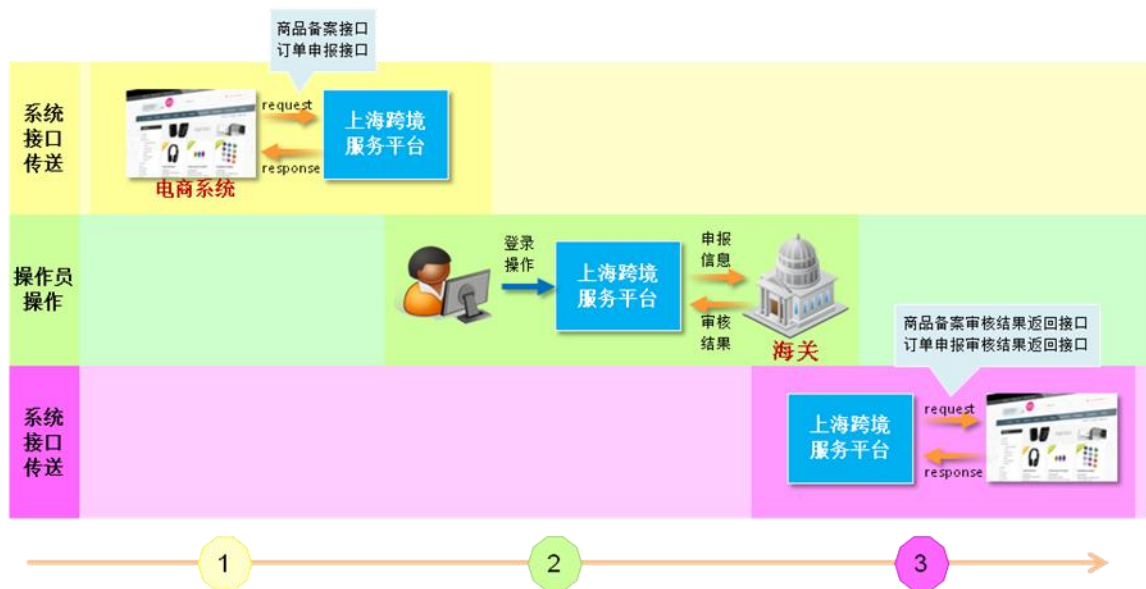 商品备案接口
订单申报接口
系统
接口
传送
request
response
电商系统
上海跨境
服务平台
操作员
操作
登录
操作
上海跨境
服务平台
申报
信息
审核
结果
海关
商品备案审核结果返回接口
订单申报审核结果返回接口
系统
接口
传送
上海跨境
服务平台
request
response
1
2
3